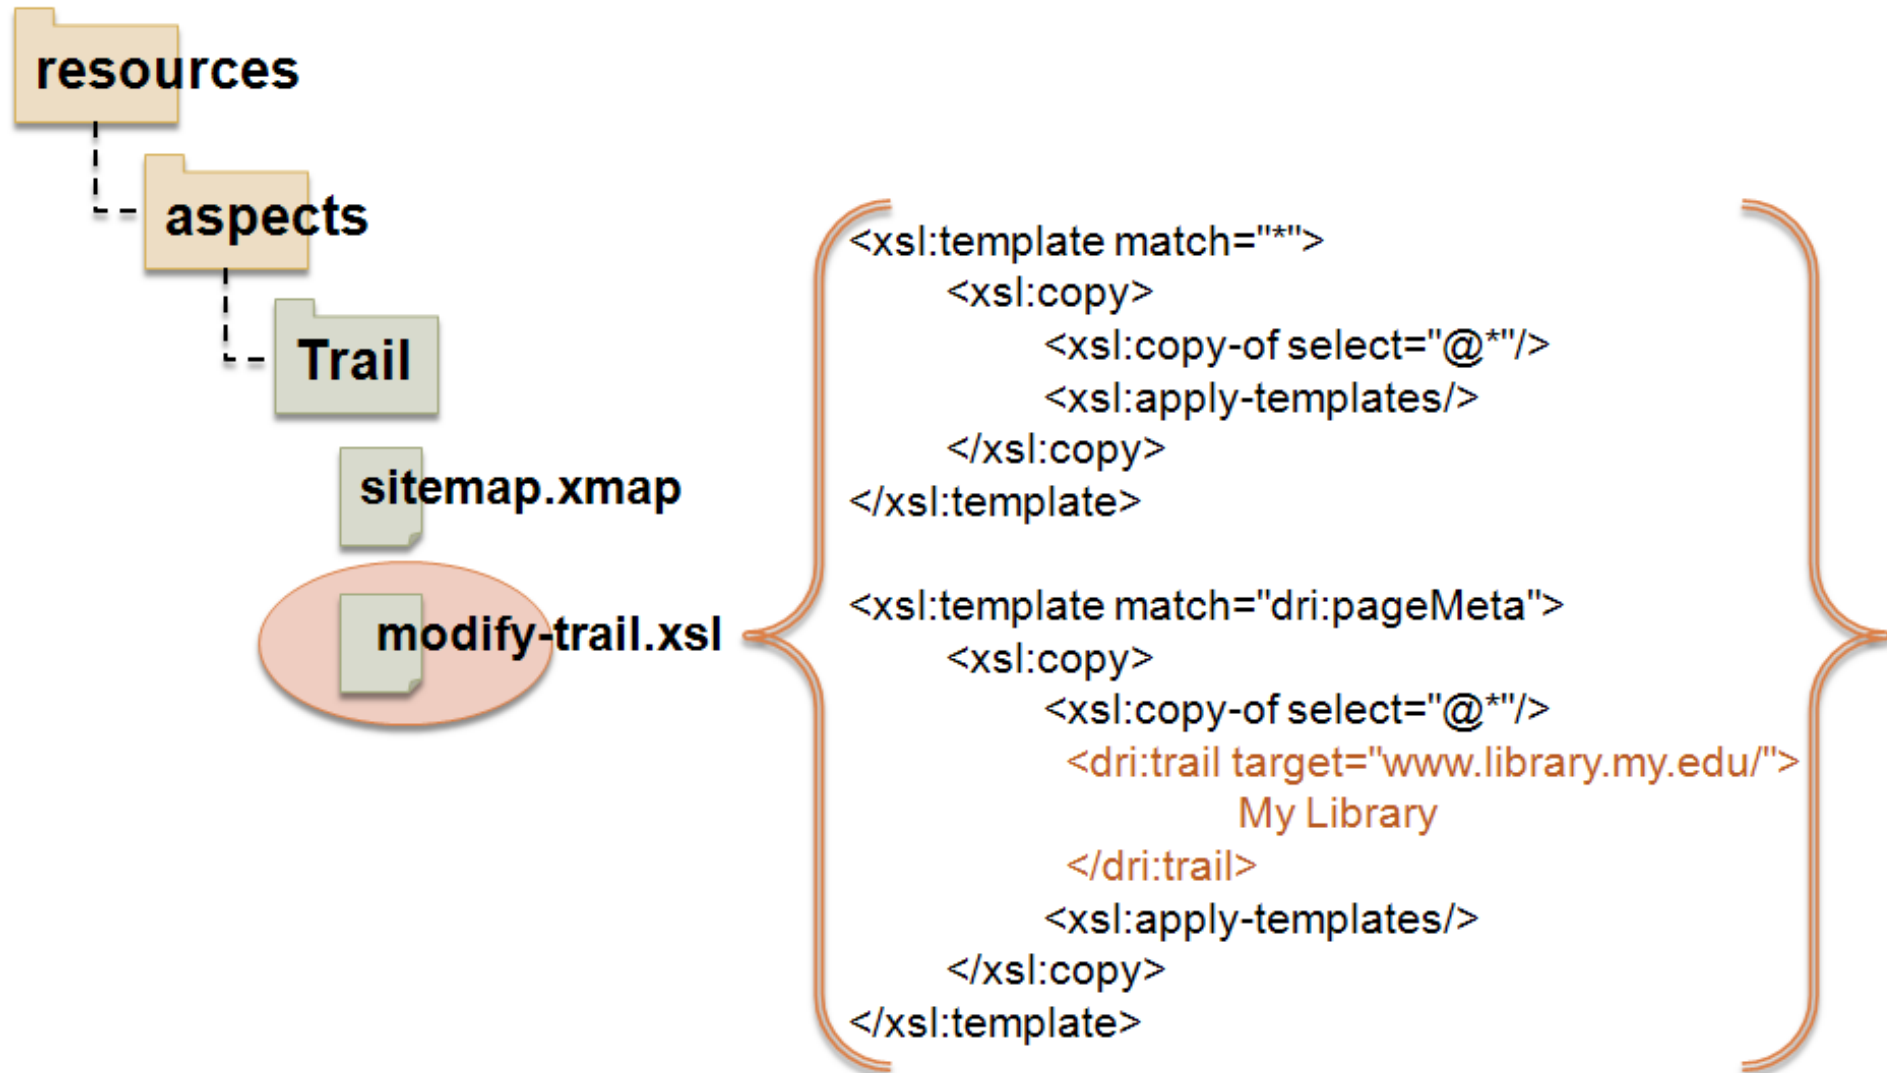 resources
aspects
Trail
sitemap.xmap
modify-trail.xsl
<xsl:template match="*">
<xsl:copy>
<xsl:copy-of select="@*"/>
<xsl:apply-templates/>
</xsl:copy>
</xsl:template>
<xsl:template match="dri:pageMeta">
<xsl:copy>
<xsl:copy-of select="@*"/>
<dri:trail target="www.library.my.edu/">
My Library
</dri:trail>
<xsl:apply-templates/>
</xsl:copy>
</xsl:template>